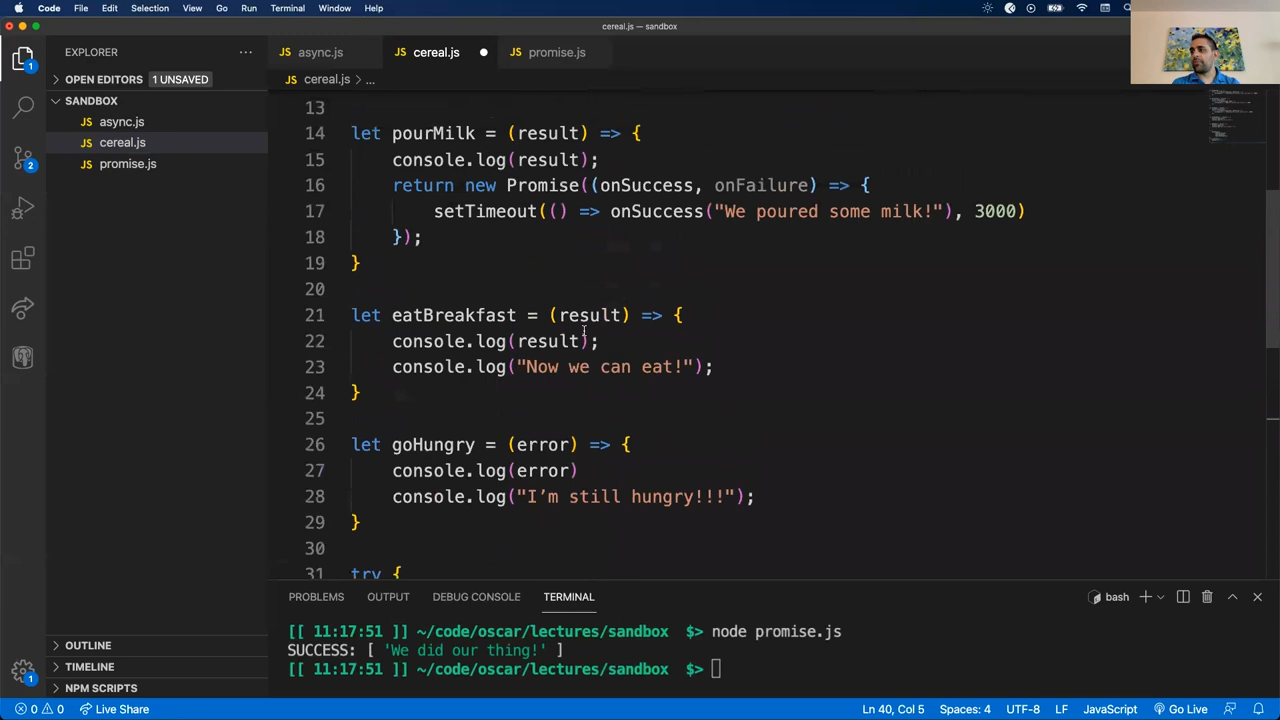 Code File Edit Selection View Go Run Terminal Window Help
cereal.js — sandbox
EXPLORER
JS async.js JS cereal.js JS promise.js
OPEN EDITORS 1 UNSAVED
JS cereal.js > ...
SANDBOX
JS async.js
JS cereal.js
JS promise.js
13
14 let pourMilk = (result) => {
15 console.log(result);
16 return new Promise((onSuccess, onFailure) => {
17 setTimeout(() => onSuccess("We poured some milk!"), 3000)
18 });
19 }
20
21 let eatBreakfast = (result) => {
22 console.log(result);
23 console.log("Now we can eat!");
24 }
25
26 let goHungry = (error) => {
27 console.log(error)
28 console.log("I’m still hungry!!!");
29 }
30
31 try {
1
2
PROBLEMS OUTPUT DEBUG CONSOLE TERMINAL bash
[[ 11:17:51 ]] ~/code/oscar/lectures/sandbox $> node promise.js
SUCCESS: [ 'We did our thing!' ]
[[ 11:17:51 ]] ~/code/oscar/lectures/sandbox $>
OUTLINE
TIMELINE
NPM SCRIPTS
1
0 0 Live Share Ln 40, Col 5 Spaces: 4 UTF-8 LF JavaScript Go Live